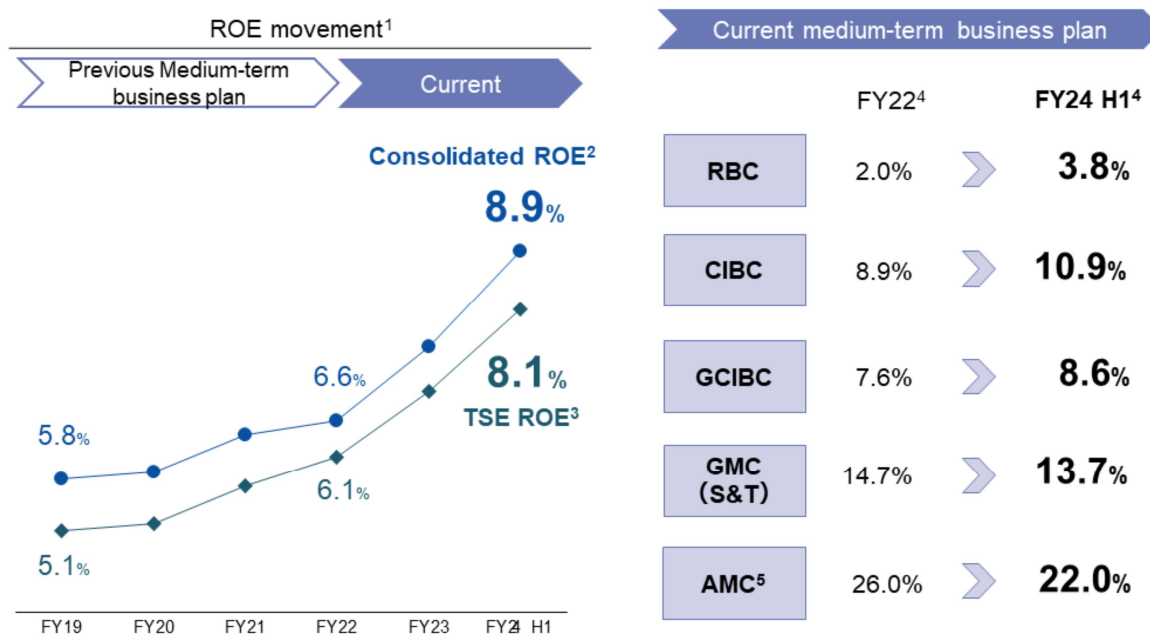 ROE movement1
Previous Medium-term
business plan
Current
Consolidated ROE2
8.9%
6.6%
5.8%
8.1%
TSE ROE3
6.1%
5.1%
FY19 FY20 FY21 FY22 FY23 FY24 H1
Current medium-term business plan
FY224 FY24 H14
RBC 2.0% 3.8%
CIBC 8.9% 10.9%
GCIBC 7.6% 8.6%
GMC
(S&T) 14.7% 13.7%
AMC5 26.0% 22.0%